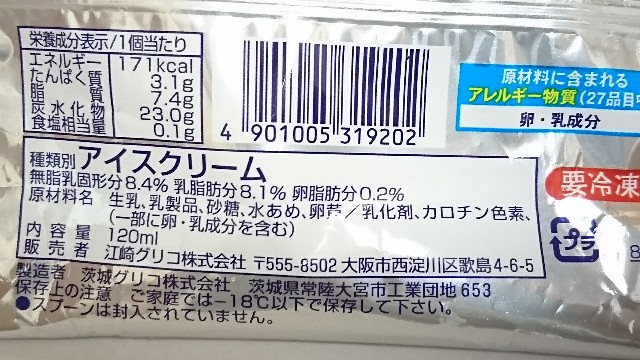 栄養成分表示/1個当たり
エネルギー 171kcal
たんぱく質 3.1g
脂質 7.4g
炭水化物 23.0g
食塩相当量 0.1g
4 901005 319202
原材料に含まれる
アレルギー物質(27品目中)
卵・乳成分
種類別 アイスクリーム
無脂乳固形分8.4% 乳脂肪分8.1% 卵脂肪分0.2%
原材料名 生乳、乳製品、砂糖、水あめ、卵黄/乳化剤、カロチン色素、
(一部に卵・乳成分を含む)
内容量 120ml
販売者 江崎グリコ株式会社 〒555-8502 大阪市西淀川区歌島4-6-5
要冷凍
プラ
製造者 茨城グリコ株式会社 茨城県常陸大宮市工業団地653
保存上の注意 ご家庭では-18℃以下で保存して下さい。
●スプーンは封入されていません。